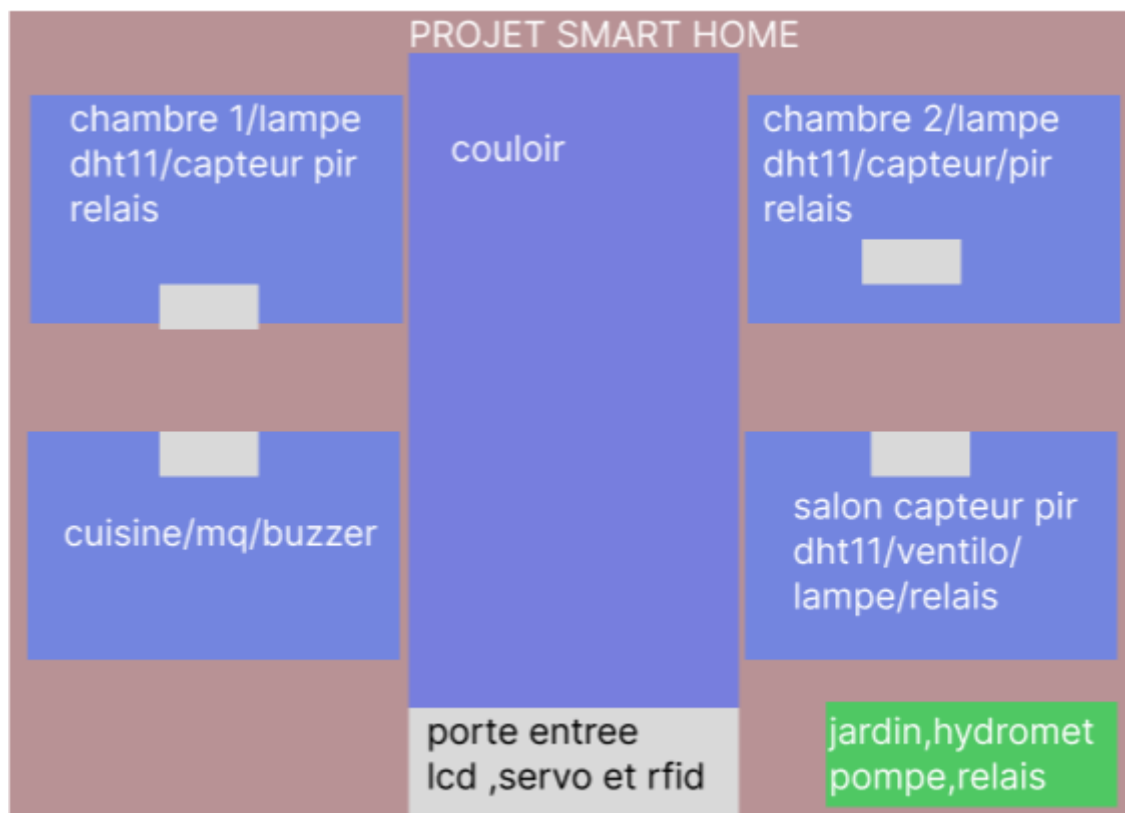 PROJET SMART HOME
chambre 1/lampe
dht11/capteur pir
relais
couloir
chambre 2/lampe
dht11/capteur/pir
relais
cuisine/mq/buzzer
salon capteur pir
dht11/ventilo/
lampe/relais
porte entree
lcd ,servo et rfid
jardin,hydromet
pompe,relais